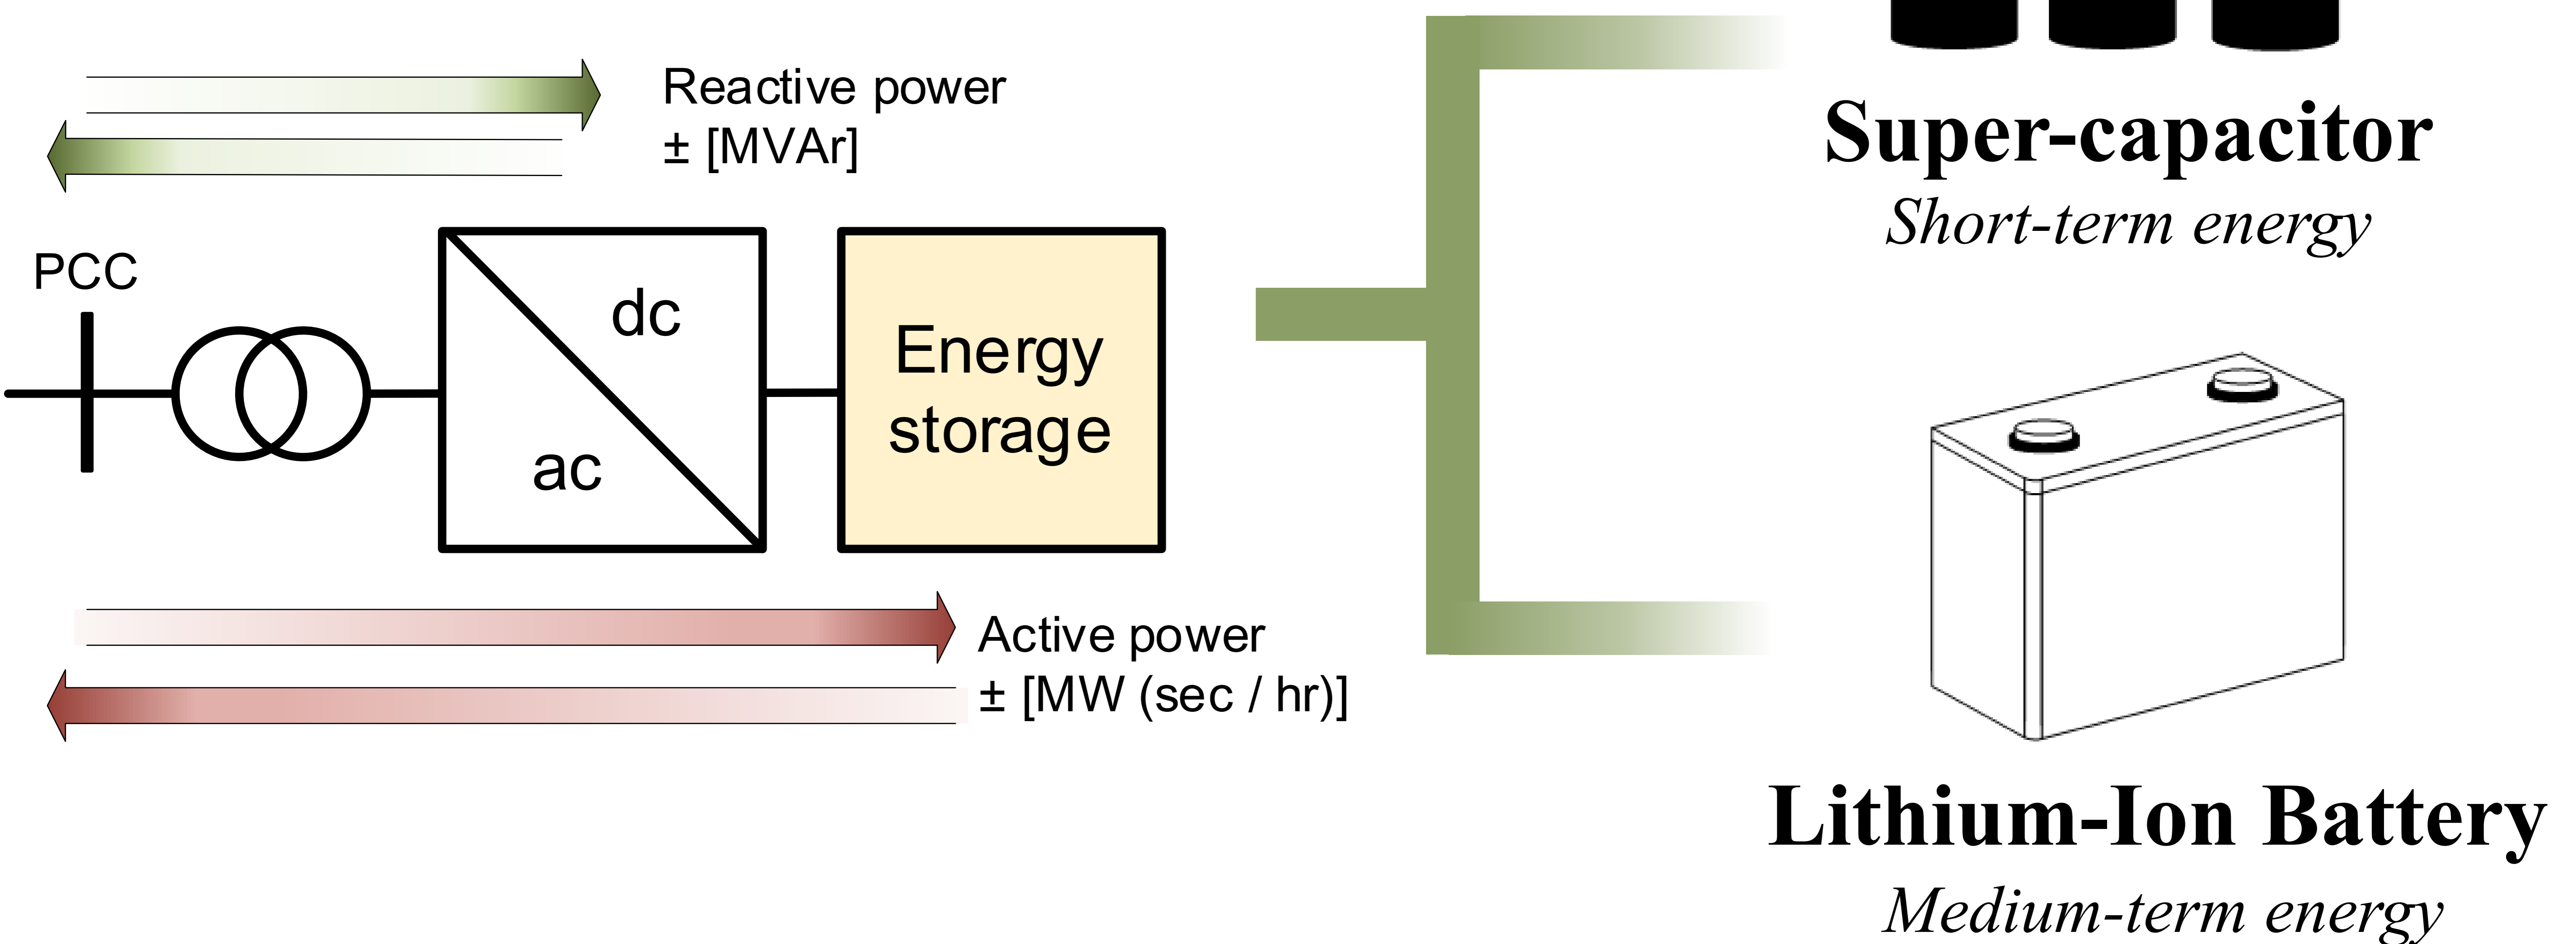 Reactive power
± [MVAr]
PCC
dc
ac
Energy
storage
Active power
± [MW (sec / hr)]
Super-capacitor
Short-term energy
Lithium-Ion Battery
Medium-term energy